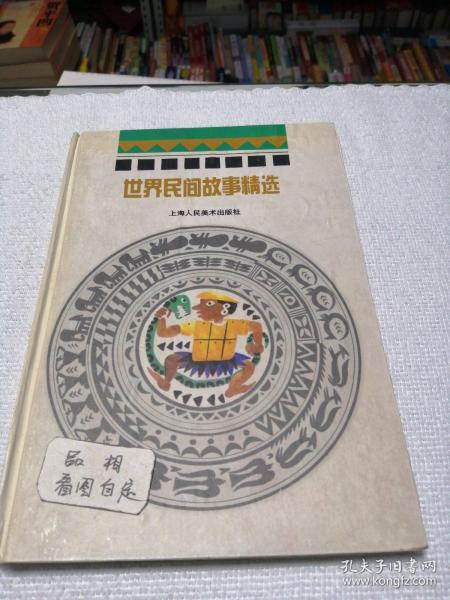 世界民间故事精选
上海人民美术出版社
品相
看图自定
孔夫子旧书网
www.kongfz.com